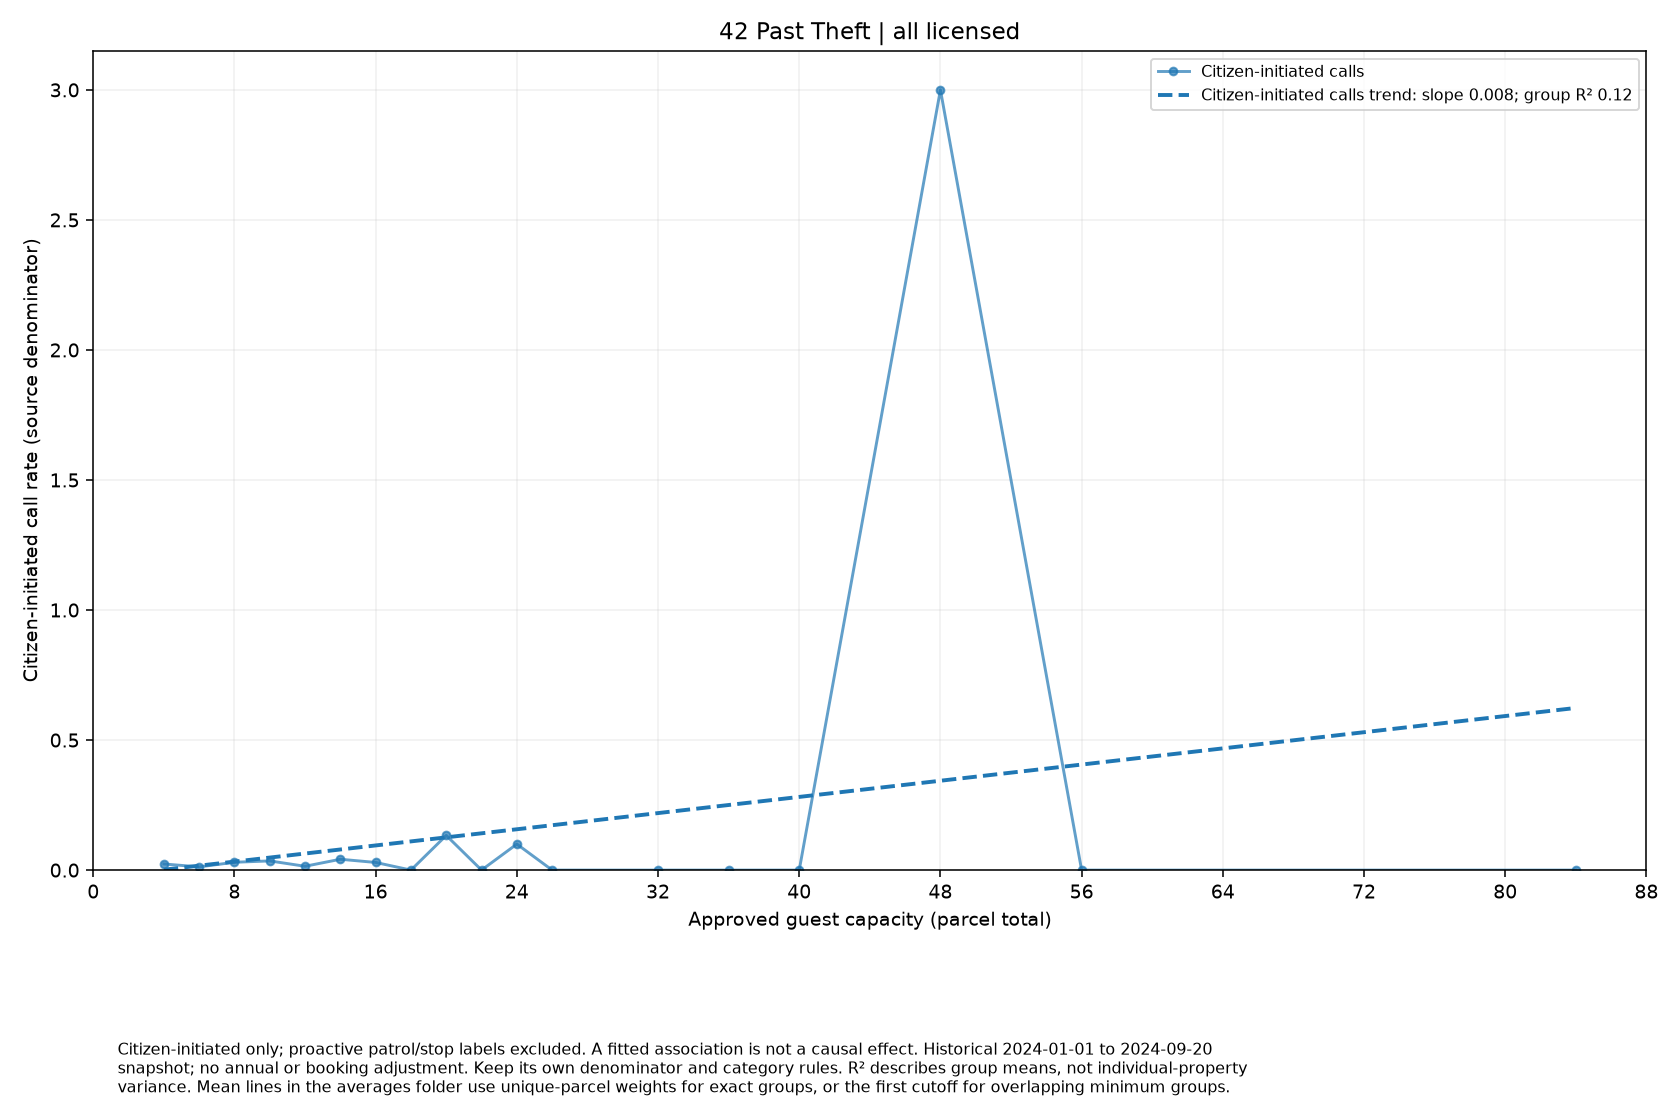 42 Past Theft | all licensed
Citizen-initiated calls
Citizen-initiated calls trend: slope 0.008; group R² 0.12
Citizen-initiated call rate (source denominator)
3.0
2.5
2.0
1.5
1.0
0.5
0.0
0 8 16 24 32 40 48 56 64 72 80 88
Approved guest capacity (parcel total)
Citizen-initiated only; proactive patrol/stop labels excluded. A fitted association is not a causal effect. Historical 2024-01-01 to 2024-09-20
snapshot; no annual or booking adjustment. Keep its own denominator and category rules. R² describes group means, not individual-property
variance. Mean lines in the averages folder use unique-parcel weights for exact groups, or the first cutoff for overlapping minimum groups.